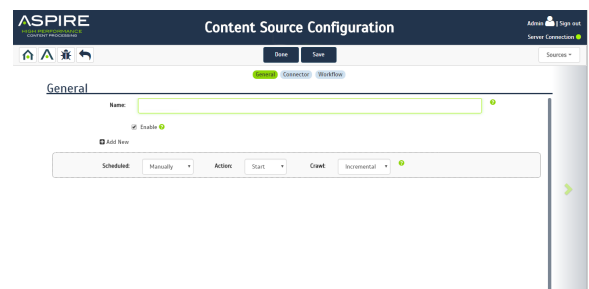 ASPIRE
HIGH PERFORMANCE
CONTENT PROCESSING
Content Source Configuration
Admin | Sign out
Server Connection
Done Save
Sources
General Connector Workflow
General
Name:
Enable
Add New
Scheduled: Manually Action: Start Crawl: Incremental